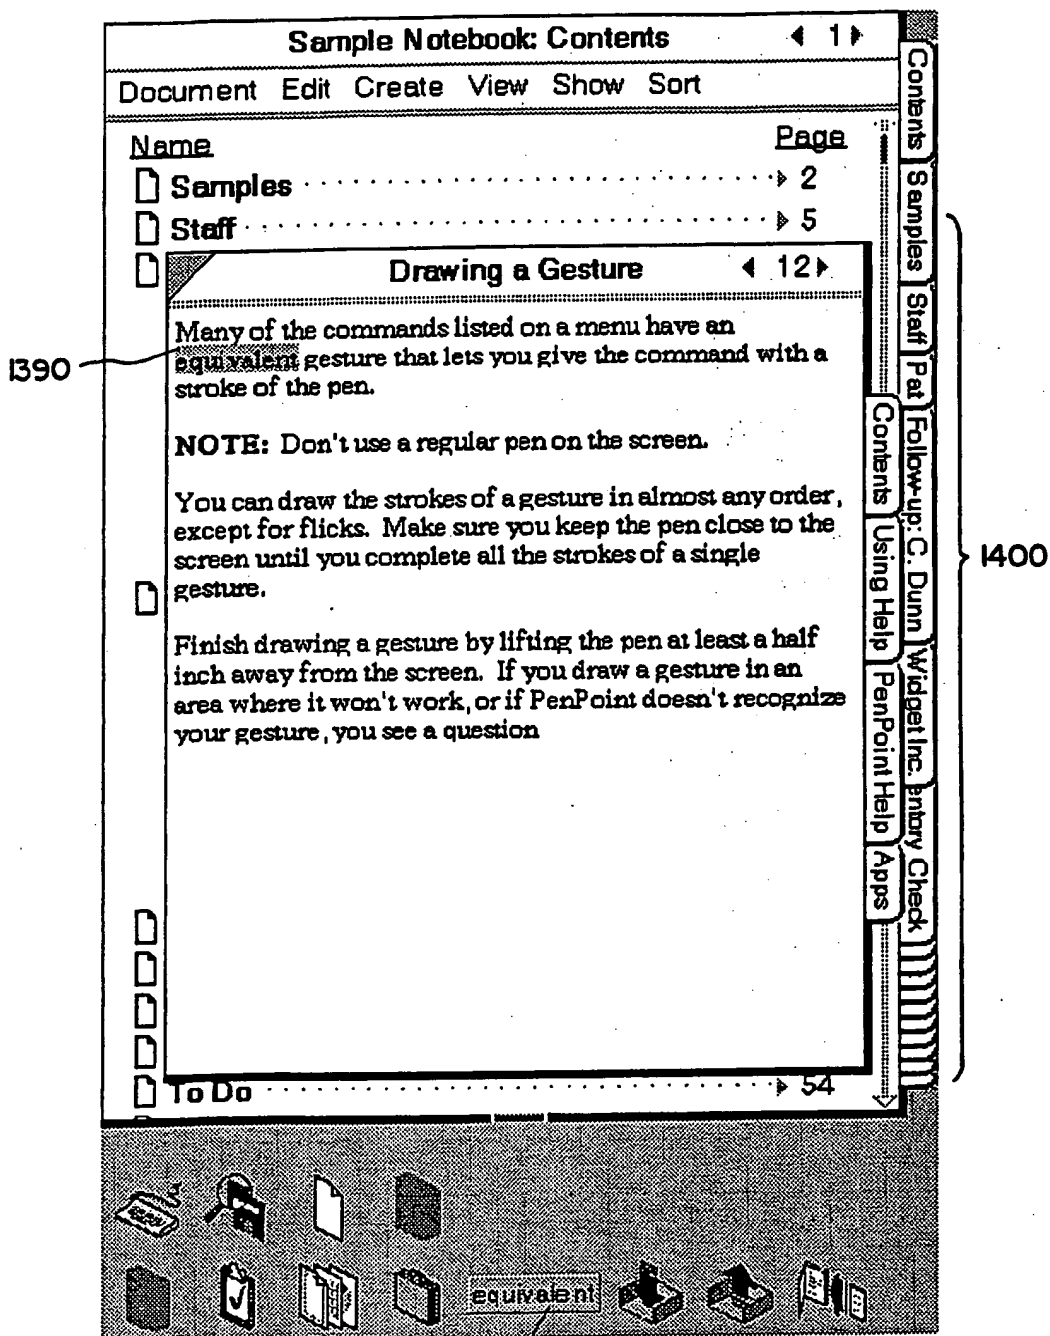 Sample Notebook: Contents 1
Document Edit Create View Show Sort
Name Page
Samples 2
Staff 5
Drawing a Gesture 12
Many of the commands listed on a menu have an
equivalent gesture that lets you give the command with a
stroke of the pen.
NOTE: Don't use a regular pen on the screen.
You can draw the strokes of a gesture in almost any order,
except for flicks. Make sure you keep the pen close to the
screen until you complete all the strokes of a single
gesture.
Finish drawing a gesture by lifting the pen at least a half
inch away from the screen. If you draw a gesture in an
area where it won't work, or if PenPoint doesn't recognize
your gesture, you see a question
To Do 54
Contents
Using Help
PenPoint Help
Apps
Contents
Samples
Staff
Pat
Follow-up: C. Dunn
Widget Inc.
entory Check
1390
1400
equivalent